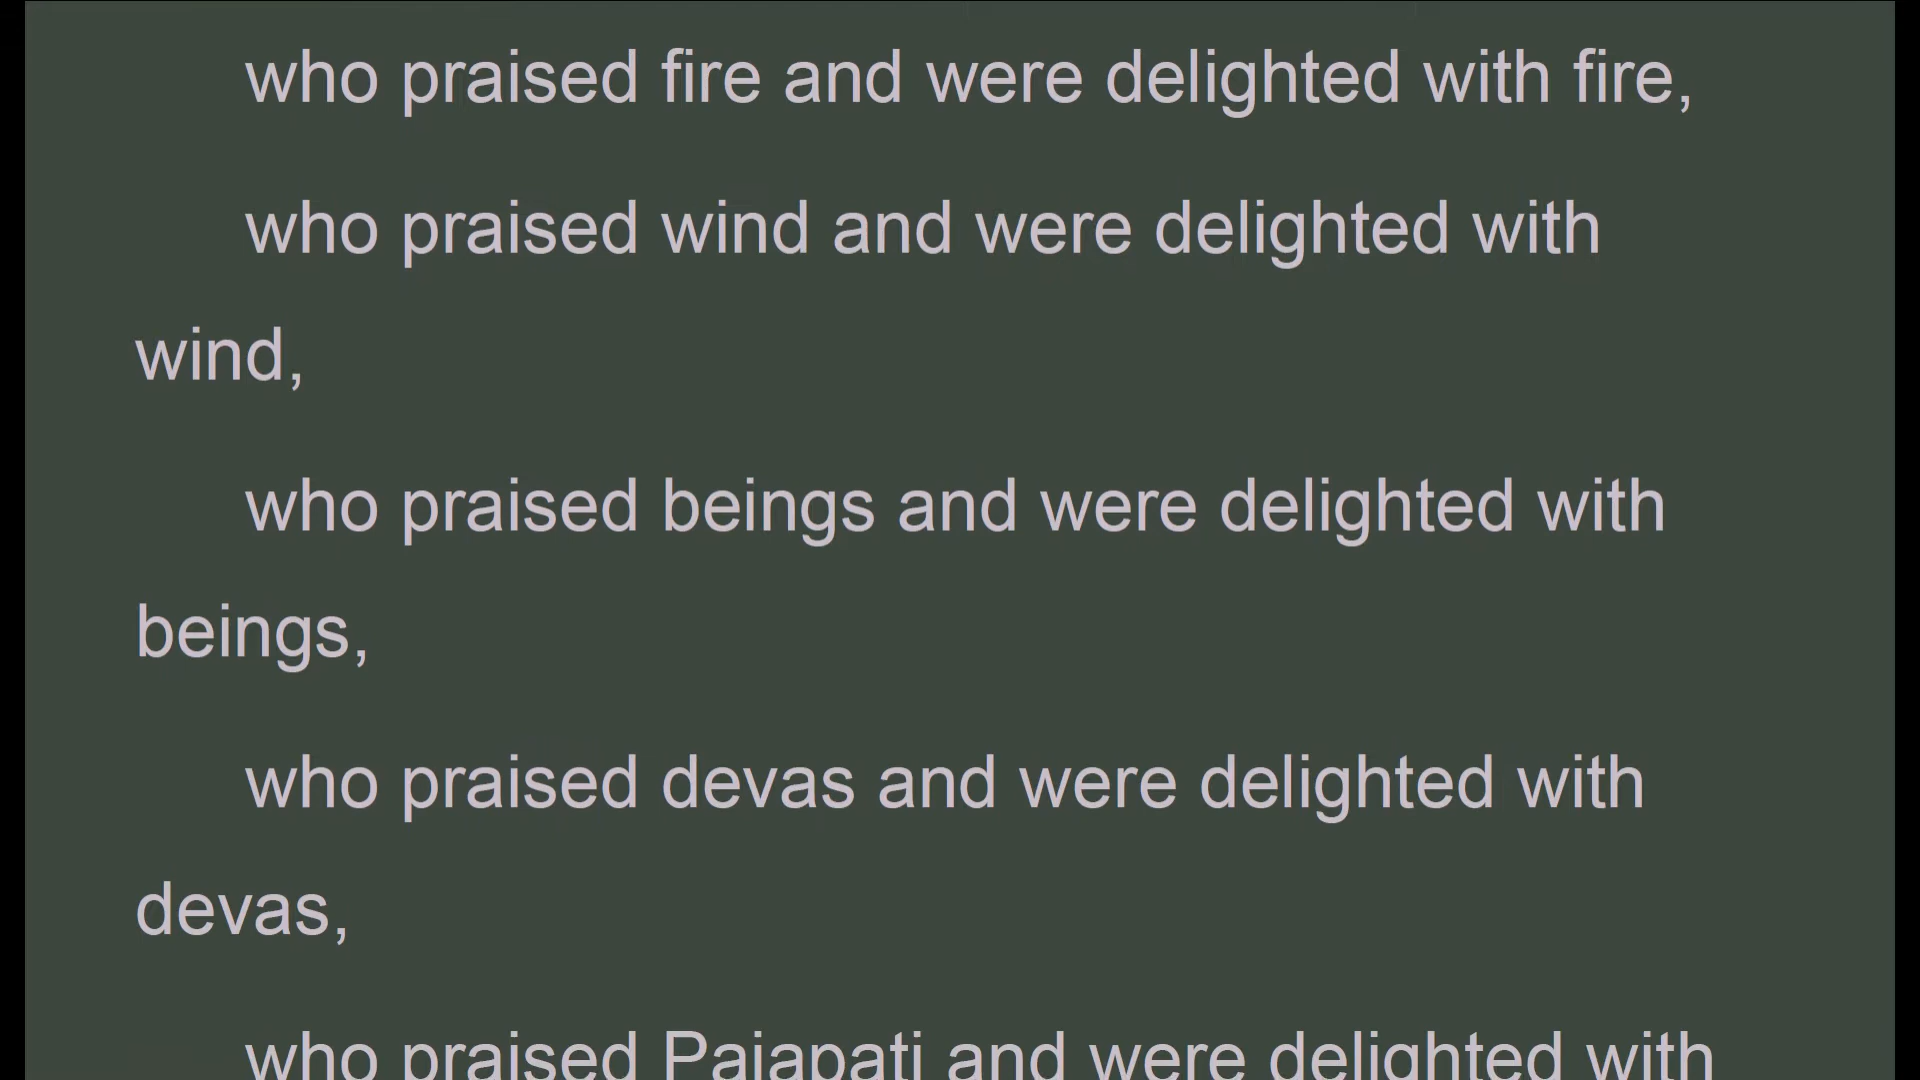 who praised fire and were delighted with fire,
who praised wind and were delighted with
wind,
who praised beings and were delighted with
beings,
who praised devas and were delighted with
devas,
who praised Pajapati and were delighted with